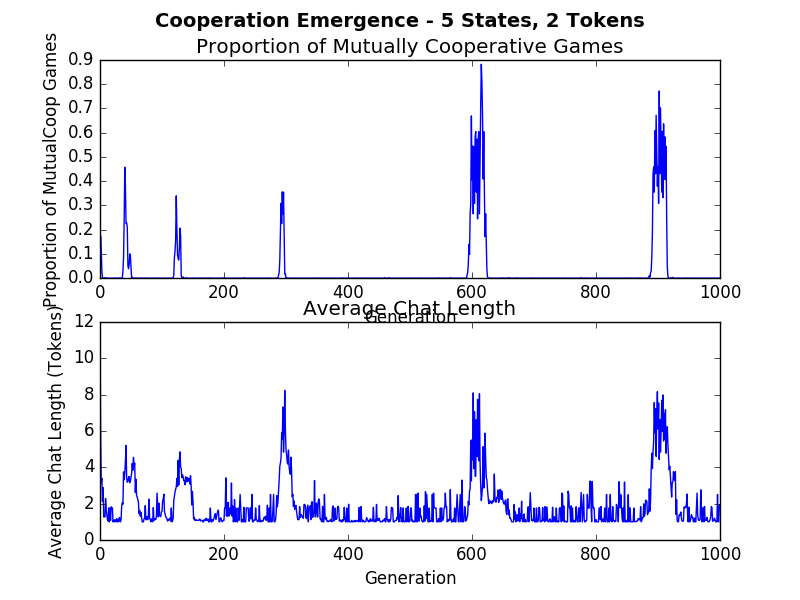 Cooperation Emergence - 5 States, 2 Tokens
Proportion of Mutually Cooperative Games
Proportion of MutualCoop Games
0.9
0.8
0.7
0.6
0.5
0.4
0.3
0.2
0.1
0.0
0 200 400 600 800 1000
Generation
Average Chat Length
Average Chat Length (Tokens)
12
10
8
6
4
2
0
0 200 400 600 800 1000
Generation